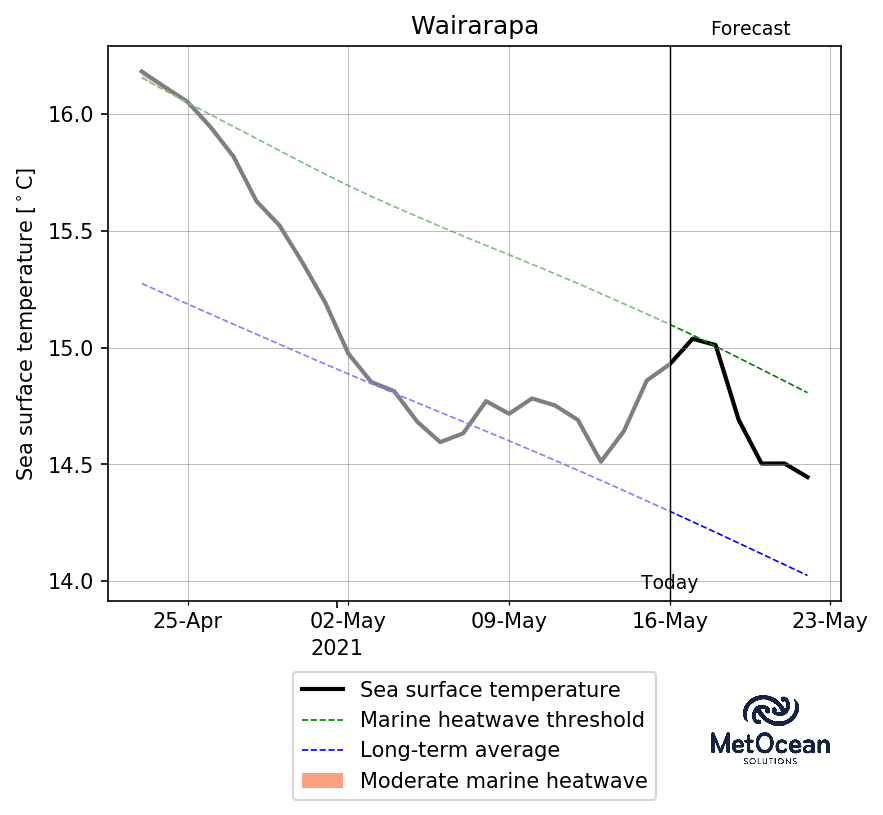 Wairarapa
Forecast
Sea surface temperature [°C]
16.0
15.5
15.0
14.5
14.0
Today
25-Apr
02-May
09-May
16-May
23-May
2021
Sea surface temperature
Marine heatwave threshold
Long-term average
Moderate marine heatwave
MetOcean
SOLUTIONS